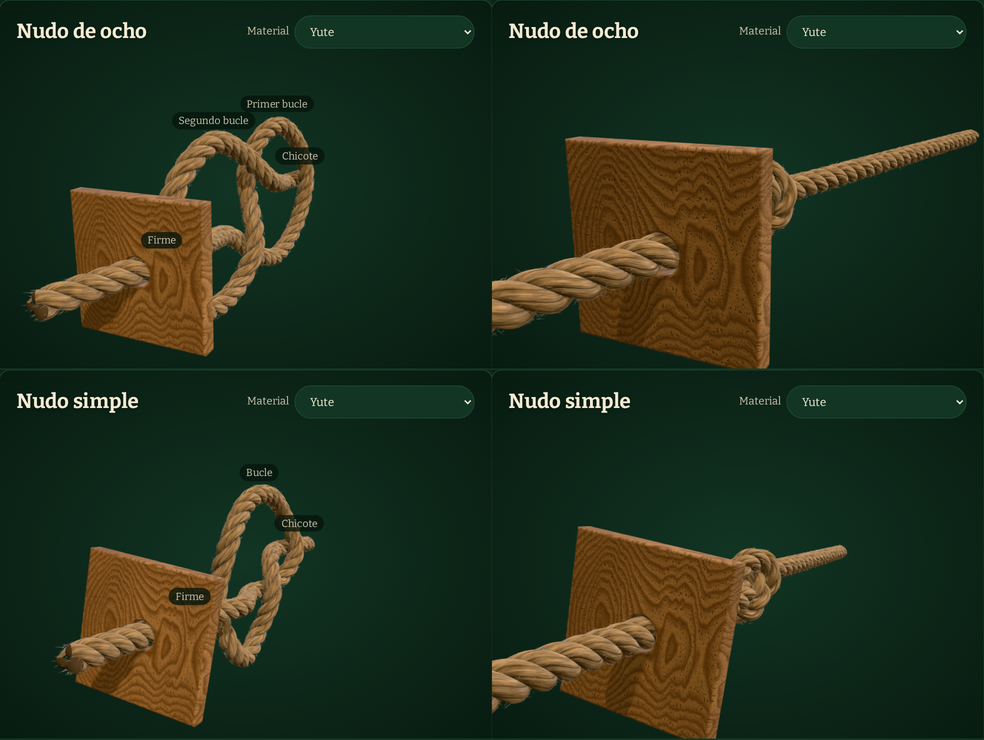 Nudo de ocho
Material Yute
Primer bucle
Segundo bucle
Chicote
Firme
Nudo de ocho
Material Yute
Nudo simple
Material Yute
Bucle
Chicote
Firme
Nudo simple
Material Yute